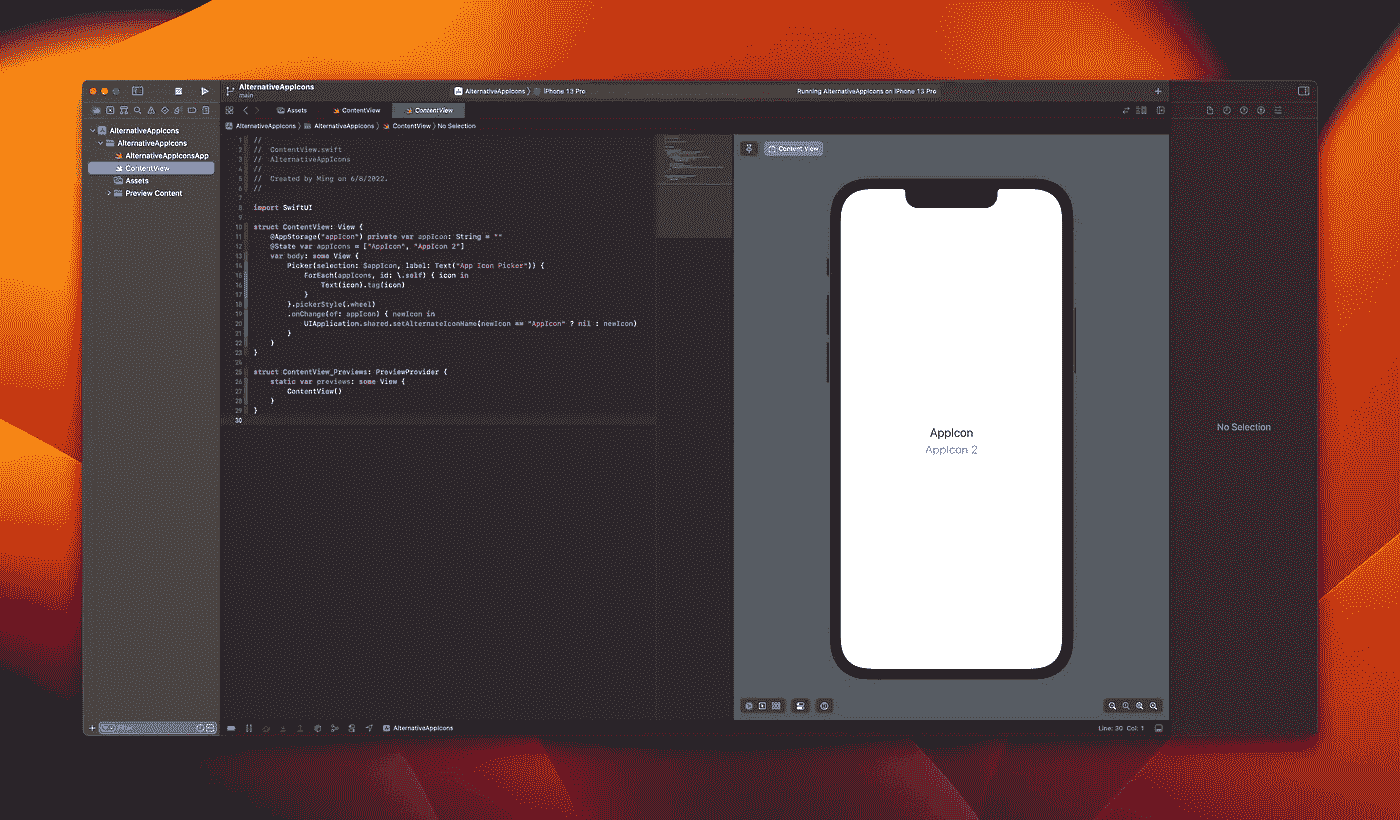 AlternativeAppIcons
main
AlternativeAppIcons
iPhone 13 Pro
Running AlternativeAppIcons on iPhone 13 Pro
Assets
ContentView
ContentView
AlternativeAppIcons
AlternativeAppIcons
ContentView
No Selection
AlternativeAppIcons
AlternativeAppIcons
AlternativeAppIconsApp
ContentView
Assets
Preview Content
1 //
2 //  ContentView.swift
3 //  AlternativeAppIcons
4 //
5 //  Created by Ming on 6/8/2022.
6 //
7
8 import SwiftUI
9
10 struct ContentView: View {
11     @AppStorage("appIcon") private var appIcon: String = ""
12     @State var appIcons = ["AppIcon", "AppIcon 2"]
13     var body: some View {
14         Picker(selection: $appIcon, label: Text("App Icon Picker")) {
15             ForEach(appIcons, id: \.self) { icon in
16                 Text(icon).tag(icon)
17             }
18         }.pickerStyle(.wheel)
19         .onChange(of: appIcon) { newIcon in
20             UIApplication.shared.setAlternateIconName(newIcon == "AppIcon" ? nil : newIcon)
21         }
22     }
23 }
24
25 struct ContentView_Previews: PreviewProvider {
26     static var previews: some View {
27         ContentView()
28     }
29 }
30
Content View
AppIcon
AppIcon 2
No Selection
Filter
AlternativeAppIcons
Line: 30 Col: 1